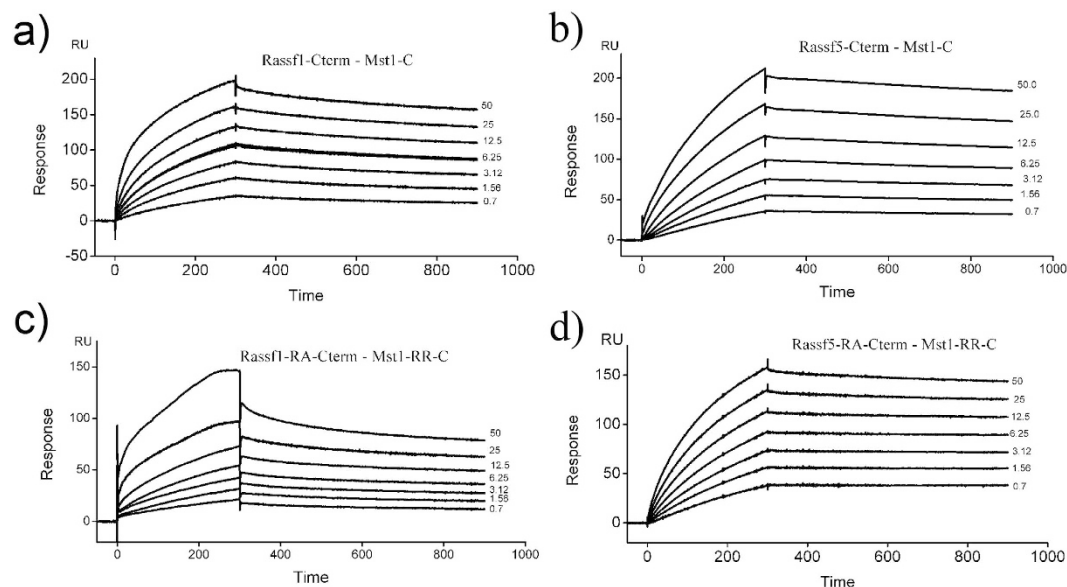 a)
RU
Rassf1-Cterm - Mst1-C
200
150
100
50
0
-50
Response
50
25
12.5
6.25
3.12
1.56
0.7
0 200 400 600 800 1000
Time
b)
RU
Rassf5-Cterm - Mst1-C
200
150
100
50
0
Response
50.0
25.0
12.5
6.25
3.12
1.56
0.7
0 200 400 600 800 1000
Time
c)
RU
Rassf1-RA-Cterm - Mst1-RR-C
150
100
50
0
Response
50
25
12.5
6.25
3.12
1.56
0.7
0 200 400 600 800 1000
Time
d)
RU
Rassf5-RA-Cterm - Mst1-RR-C
150
100
50
0
Response
50
25
12.5
6.25
3.12
1.56
0.7
0 200 400 600 800 1000
Time